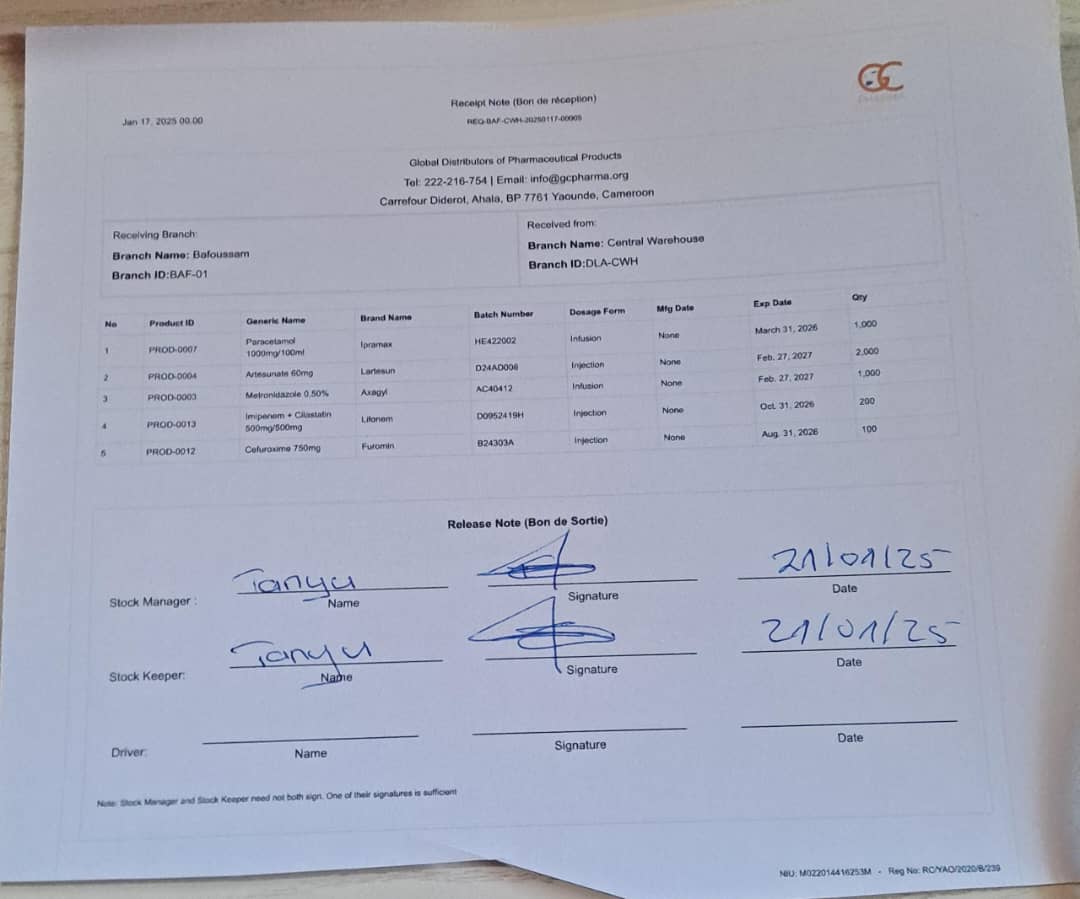 GC
PHARMA
Receipt Note (Bon de réception)
Jan 17, 2025 00.00
REQ-BAF-CWH-20250117-00005
Global Distributors of Pharmaceutical Products
Tel: 222-216-754 | Email: info@gcpharma.org
Carrefour Diderot, Ahala, BP 7761 Yaounde, Cameroon
Receiving Branch:
Branch Name: Bafoussam
Branch ID:BAF-01
Received from:
Branch Name: Central Warehouse
Branch ID:DLA-CWH
No Product ID Generic Name Brand Name Batch Number Dosage Form Mfg Date Exp Date Qty
1 PROD-0007 Paracetamol 1000mg/100ml Ipramax HE422002 Infusion None March 31, 2026 1,000
2 PROD-0004 Artesunate 60mg Lartesun D24AD008 Injection None Feb. 27, 2027 2,000
3 PROD-0003 Metronidazole 0,50% Axagyl AC40412 Infusion None Feb. 27, 2027 1,000
4 PROD-0013 Imipenem + Cilastatin 500mg/500mg Lilonem D0952419H Injection None Oct. 31, 2026 200
5 PROD-0012 Cefuroxime 750mg Furomin B24303A Injection None Aug. 31, 2026 100
Release Note (Bon de Sortie)
Stock Manager : Tanyu 21/01/25
Name Signature Date
Stock Keeper: Tanyu 21/01/25
Name Signature Date
Driver:
Name Signature Date
Note: Stock Manager and Stock Keeper need not both sign. One of their signatures is sufficient
NIU: M022014416253M - Reg No: RC/YAO/2020/B/239